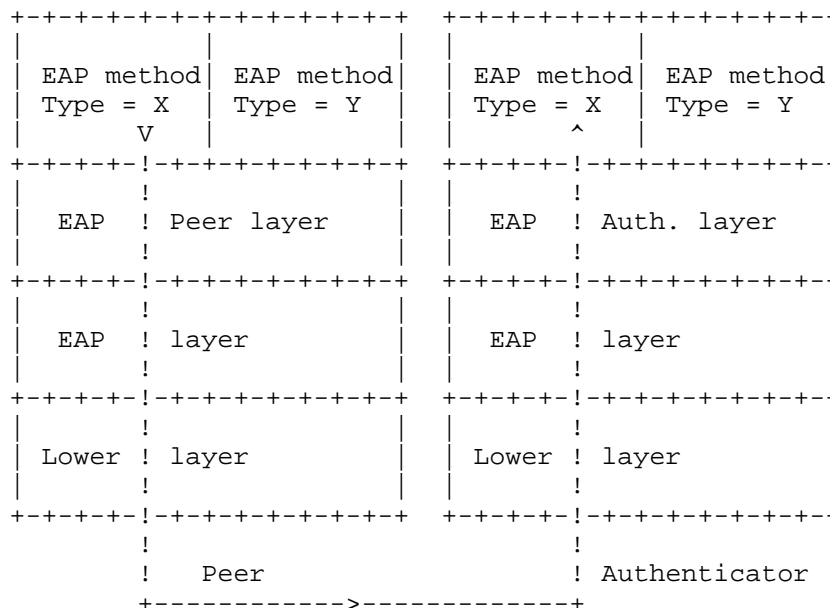 +-+-+-+-+-+-+-+-+-+-+-+-+  +-+-+-+-+-+-+-+-+-+-+-+-
|           |           |  |           |
| EAP method| EAP method|  | EAP method| EAP method
| Type = X  | Type = Y  |  | Type = X  | Type = Y
|       V   |           |  |       ^   |
+-+-+-+-!-+-+-+-+-+-+-+-+  +-+-+-+-!-+-+-+-+-+-+-+-
|       !               |  |       !
|  EAP  ! Peer layer    |  |  EAP  ! Auth. layer
|       !               |  |       !
+-+-+-+-!-+-+-+-+-+-+-+-+  +-+-+-+-!-+-+-+-+-+-+-+-
|       !               |  |       !
|  EAP  ! layer         |  |  EAP  ! layer
|       !               |  |       !
+-+-+-+-!-+-+-+-+-+-+-+-+  +-+-+-+-!-+-+-+-+-+-+-+-
|       !               |  |       !
| Lower ! layer         |  | Lower ! layer
|       !               |  |       !
+-+-+-+-!-+-+-+-+-+-+-+-+  +-+-+-+-!-+-+-+-+-+-+-+-
        !                          !
        !   Peer                   ! Authenticator
        +------------>-------------+